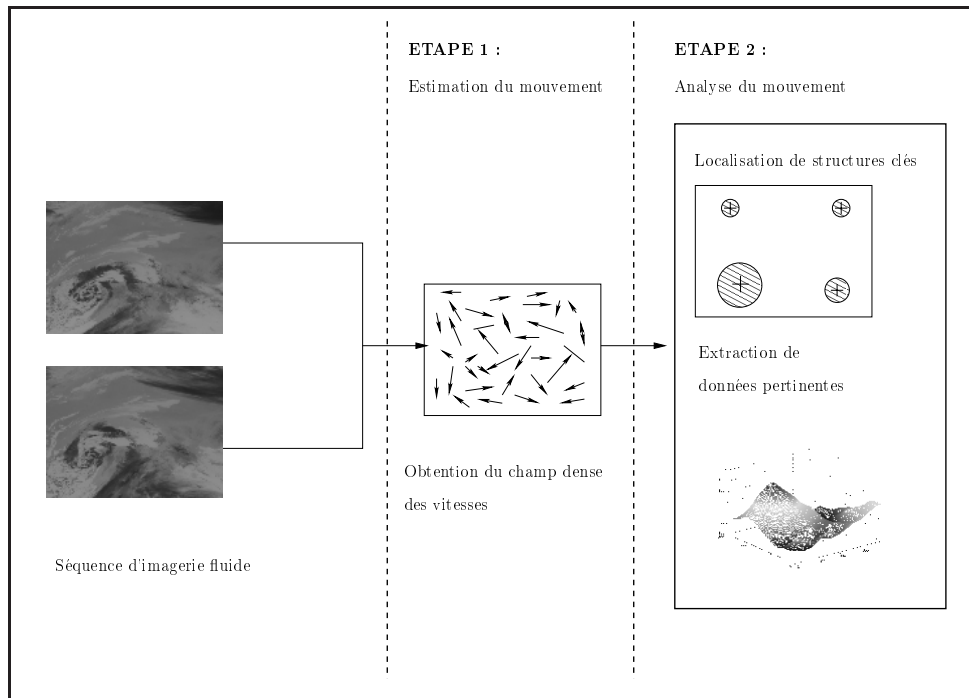 ETAPE 1 :
Estimation du mouvement
ETAPE 2 :
Analyse du mouvement
Localisation de structures clés
Extraction de
données pertinentes
Obtention du champ dense
des vitesses
Séquence d'imagerie fluide